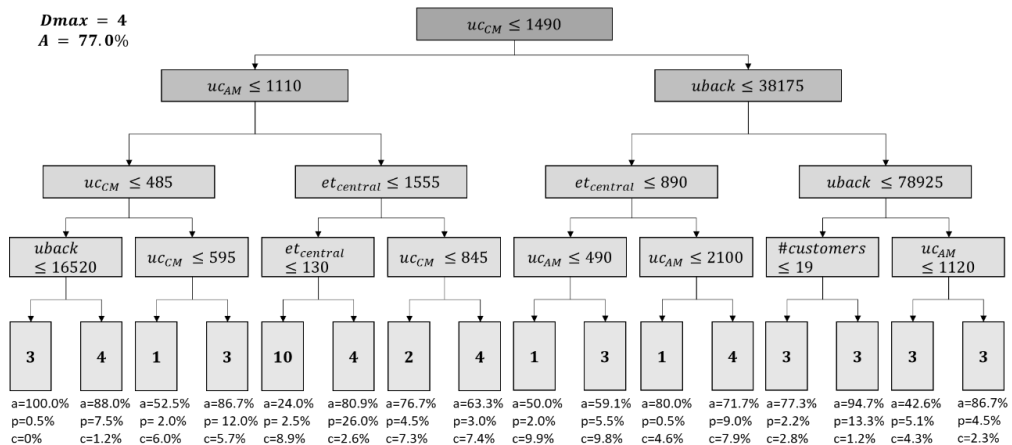 Dmax = 4
A = 77.0%
uc_CM ≤ 1490
uc_AM ≤ 1110
uback ≤ 38175
uc_CM ≤ 485
et_central ≤ 1555
et_central ≤ 890
uback ≤ 78925
uback
≤ 16520
uc_CM ≤ 595
et_central
≤ 130
uc_CM ≤ 845
uc_AM ≤ 490
uc_AM ≤ 2100
#customers
≤ 19
uc_AM
≤ 1120
3 4 1 3 10 4 2 4 1 3 1 4 3 3 3 3
a=100.0% a=88.0% a=52.5% a=86.7% a=24.0% a=80.9% a=76.7% a=63.3% a=50.0% a=59.1% a=80.0% a=71.7% a=77.3% a=94.7% a=42.6% a=86.7%
p=0.5% p=7.5% p= 2.0% p= 12.0% p= 2.5% p=26.0% p=4.5% p=3.0% p=2.0% p=5.5% p=0.5% p=9.0% p=2.2% p=13.3% p=5.1% p=4.5%
c=0% c=1.2% c=6.0% c=5.7% c=8.9% c=2.6% c=7.3% c=7.4% c=9.9% c=9.8% c=4.6% c=7.9% c=2.8% c=1.2% c=4.3% c=2.3%